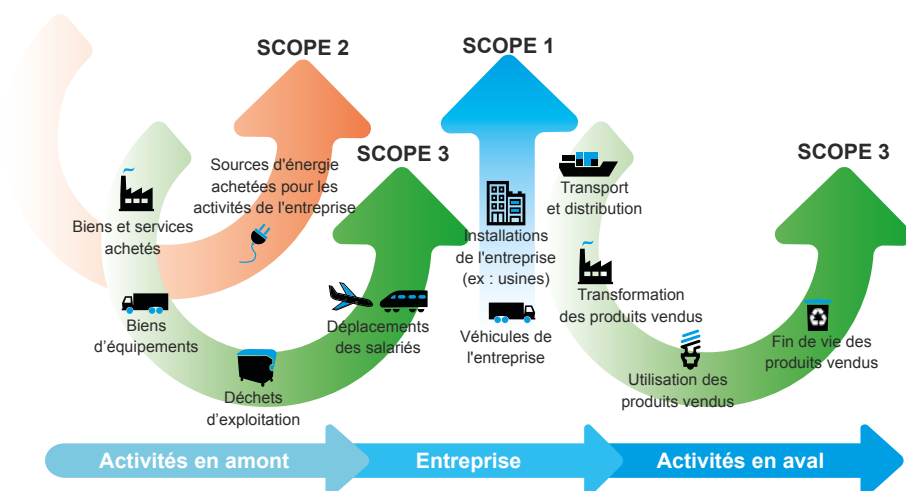 SCOPE 2
SCOPE 1
SCOPE 3
SCOPE 3
Sources d'énergie
achetées pour les
activités de l'entreprise
Biens et services
achetés
Biens
d’équipements
Déchets
d’exploitation
Déplacements
des salariés
Installations
de l'entreprise
(ex : usines)
Véhicules de
l'entreprise
Transport
et distribution
Transformation
des produits vendus
Utilisation des
produits vendus
Fin de vie des
produits vendus
Activités en amont
Entreprise
Activités en aval